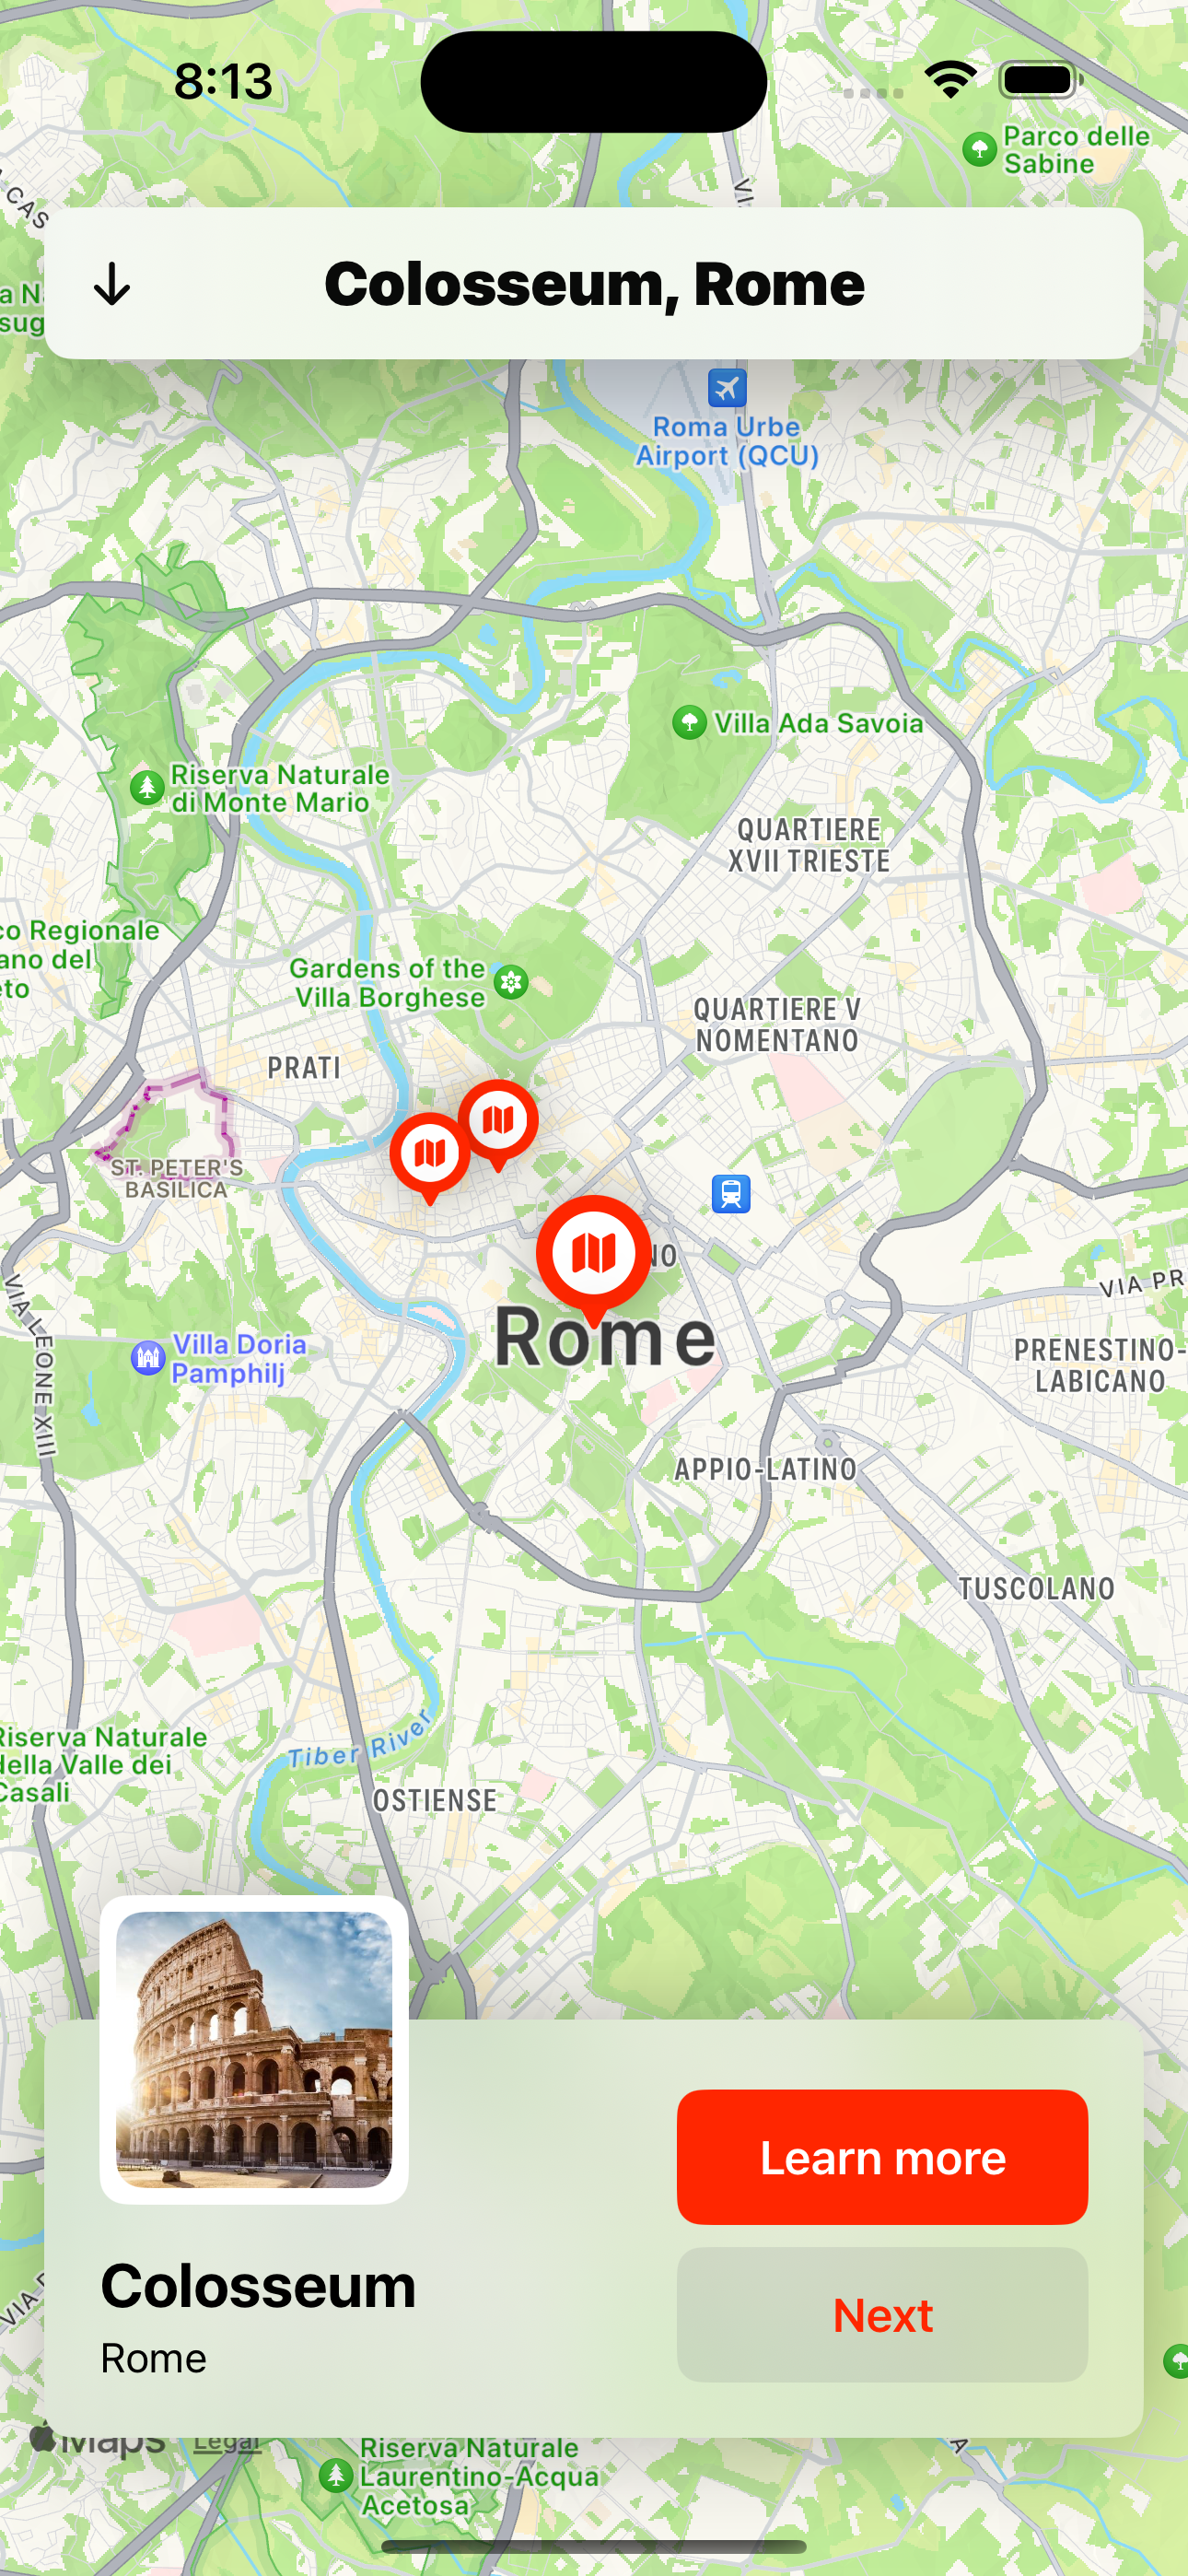 8:13
Parco delle
Sabine
CAS
Colosseum, Rome
Roma Urbe
Airport (QCU)
Villa Ada Savoia
Riserva Naturale
di Monte Mario
QUARTIERE
XVII TRIESTE
co Regionale
ano del
eto
Gardens of the
Villa Borghese
QUARTIERE V
NOMENTANO
PRATI
ST. PETER'S
BASILICA
NO
Rome
VIA PR
VIA LEONE XIII
Villa Doria
Pamphilj
PRENESTINO-
LABICANO
APPIO-LATINO
TUSCOLANO
Riserva Naturale
della Valle dei
Casali
Tiber River
OSTIENSE
Learn more
Colosseum
Rome
Next
VIA
Maps Legal
Riserva Naturale
Laurentino-Acqua
Acetosa
A